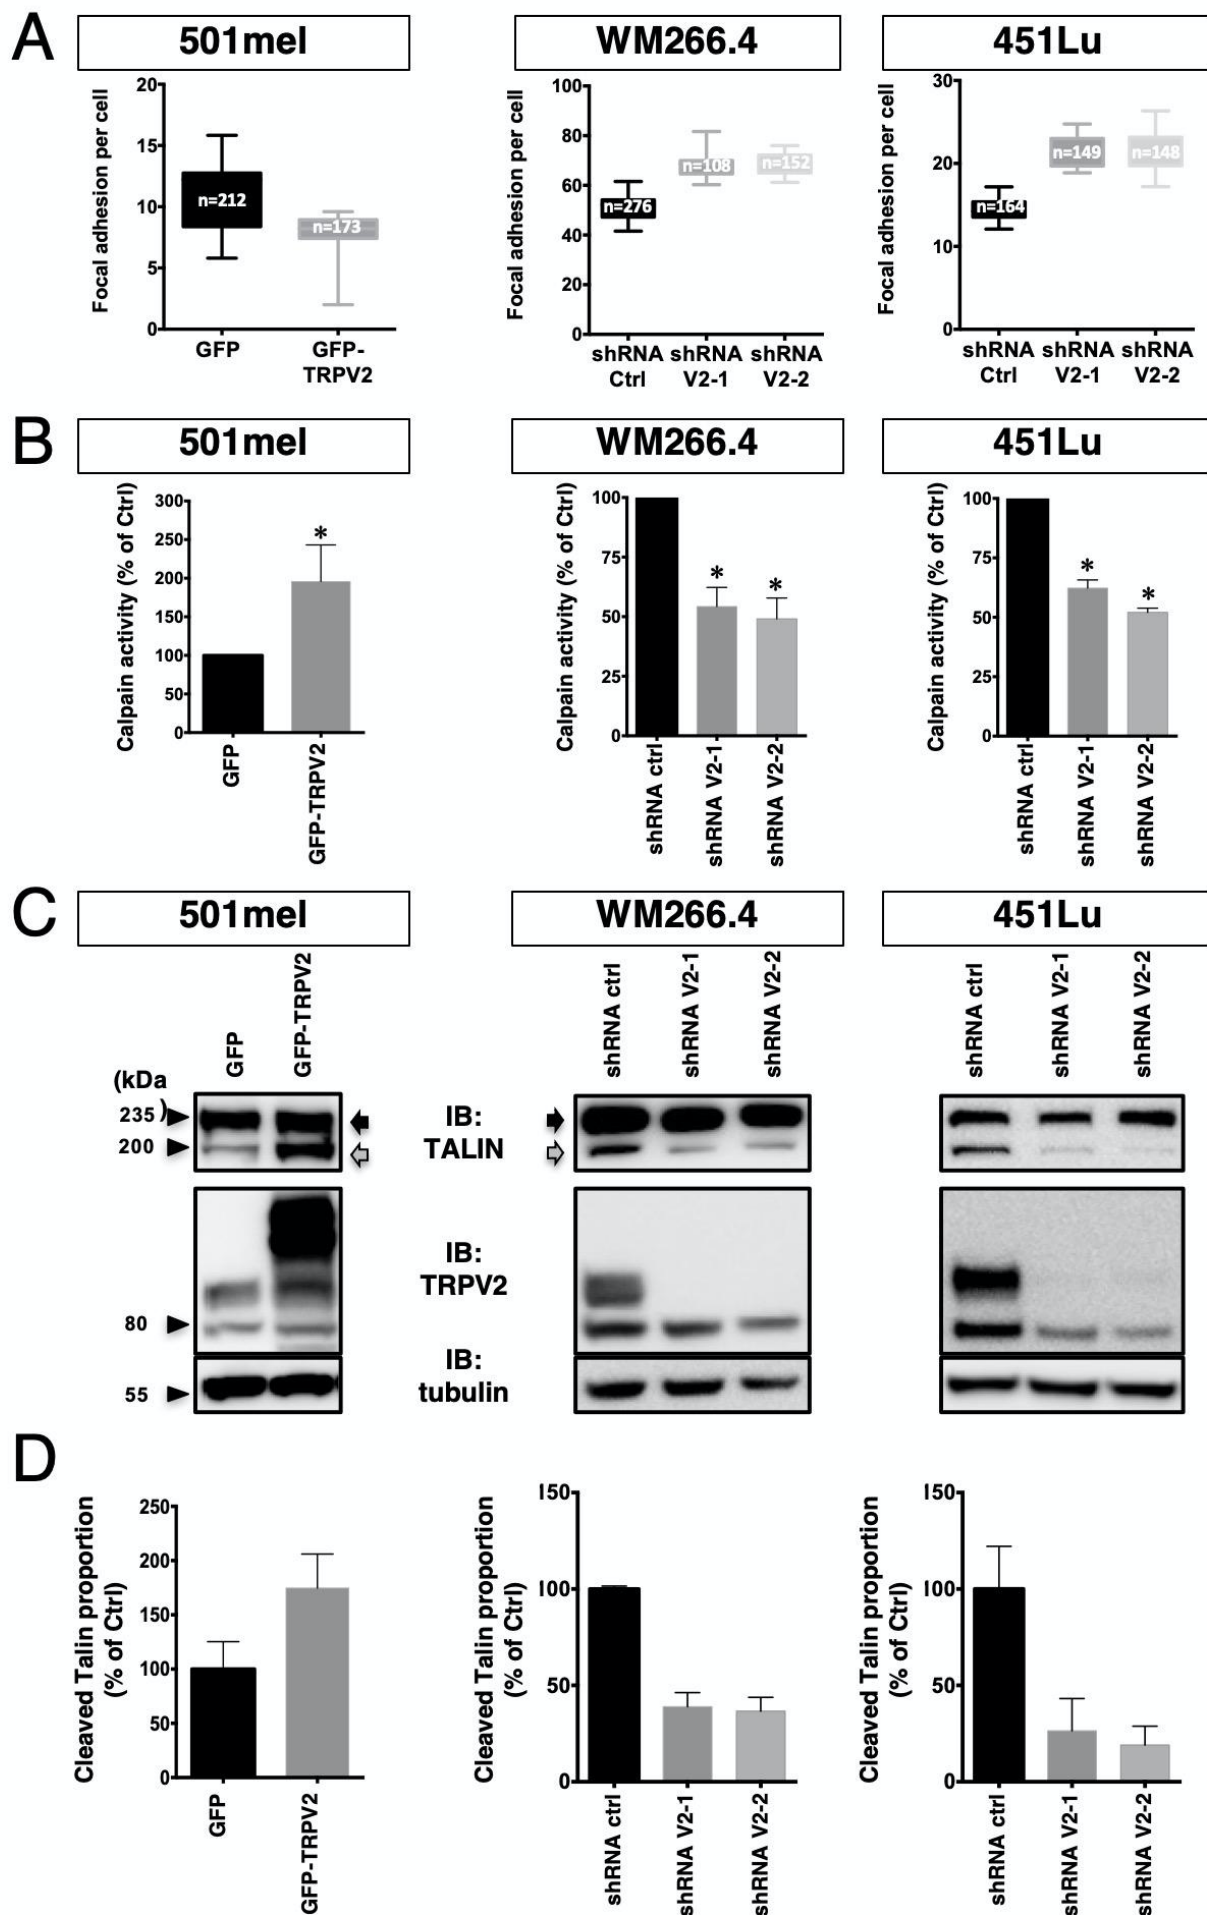 A
501mel
WM266.4
451Lu
Focal adhesion per cell
20
15
10
5
0
n=212
n=173
GFP
GFP-
TRPV2
Focal adhesion per cell
100
80
60
40
20
0
n=276
n=108
n=152
shRNA
Ctrl
shRNA
V2-1
shRNA
V2-2
Focal adhesion per cell
30
20
10
0
n=164
n=149
n=148
shRNA
Ctrl
shRNA
V2-1
shRNA
V2-2
B
501mel
WM266.4
451Lu
Calpain activity (% of Ctrl)
300
250
200
150
100
50
0
*
GFP
GFP-TRPV2
Calpain activity (% of Ctrl)
100
75
50
25
0
*
*
shRNA ctrl
shRNA V2-1
shRNA V2-2
Calpain activity (% of Ctrl)
100
75
50
25
0
*
*
shRNA ctrl
shRNA V2-1
shRNA V2-2
C
501mel
WM266.4
451Lu
GFP
GFP-TRPV2
shRNA ctrl
shRNA V2-1
shRNA V2-2
shRNA ctrl
shRNA V2-1
shRNA V2-2
(kDa
)
235
200
IB:
TALIN
IB:
TRPV2
80
IB:
tubulin
55
D
Cleaved Talin proportion
(% of Ctrl)
250
200
150
100
50
0
GFP
GFP-TRPV2
Cleaved Talin proportion
(% of Ctrl)
150
100
50
0
shRNA ctrl
shRNA V2-1
shRNA V2-2
Cleaved Talin proportion
(% of Ctrl)
150
100
50
0
shRNA ctrl
shRNA V2-1
shRNA V2-2